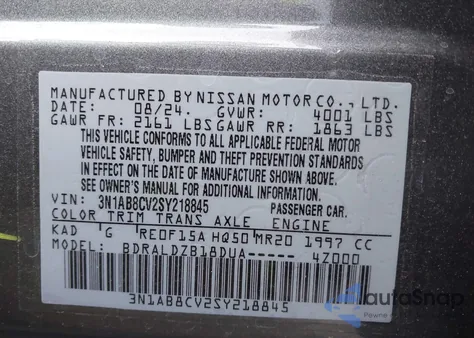 MANUFACTURED BY NISSAN MOTOR CO., LTD.
DATE: 08/24. GVWR: 4001 LBS
GAWR FR: 2161 LBS GAWR RR: 1863 LBS
THIS VEHICLE CONFORMS TO ALL APPLICABLE FEDERAL MOTOR
VEHICLE SAFETY, BUMPER AND THEFT PREVENTION STANDARDS
IN EFFECT ON THE DATE OF MANUFACTURE SHOWN ABOVE.
SEE OWNER'S MANUAL FOR ADDITIONAL INFORMATION.
VIN: 3N1AB8CV2SY218845 PASSENGER CAR.
COLOR TRIM TRANS AXLE ENGINE
KAD G RE0F15A HQ50 MR20 1997 CC
MODEL: BDRALDZB18DUA----- 4Z000
3N1AB8CV2SY218845
autoSnap